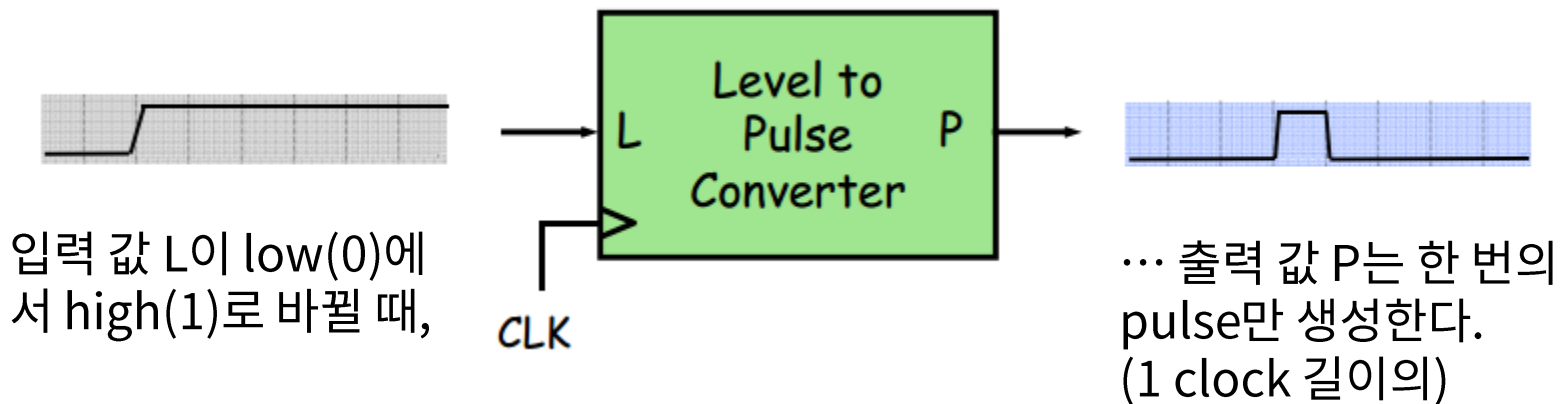 입력 값 L이 low(0)에
서 high(1)로 바뀔 때,
L
Level to
Pulse
Converter
P
CLK
… 출력 값 P는 한 번의
pulse만 생성한다.
(1 clock 길이의)